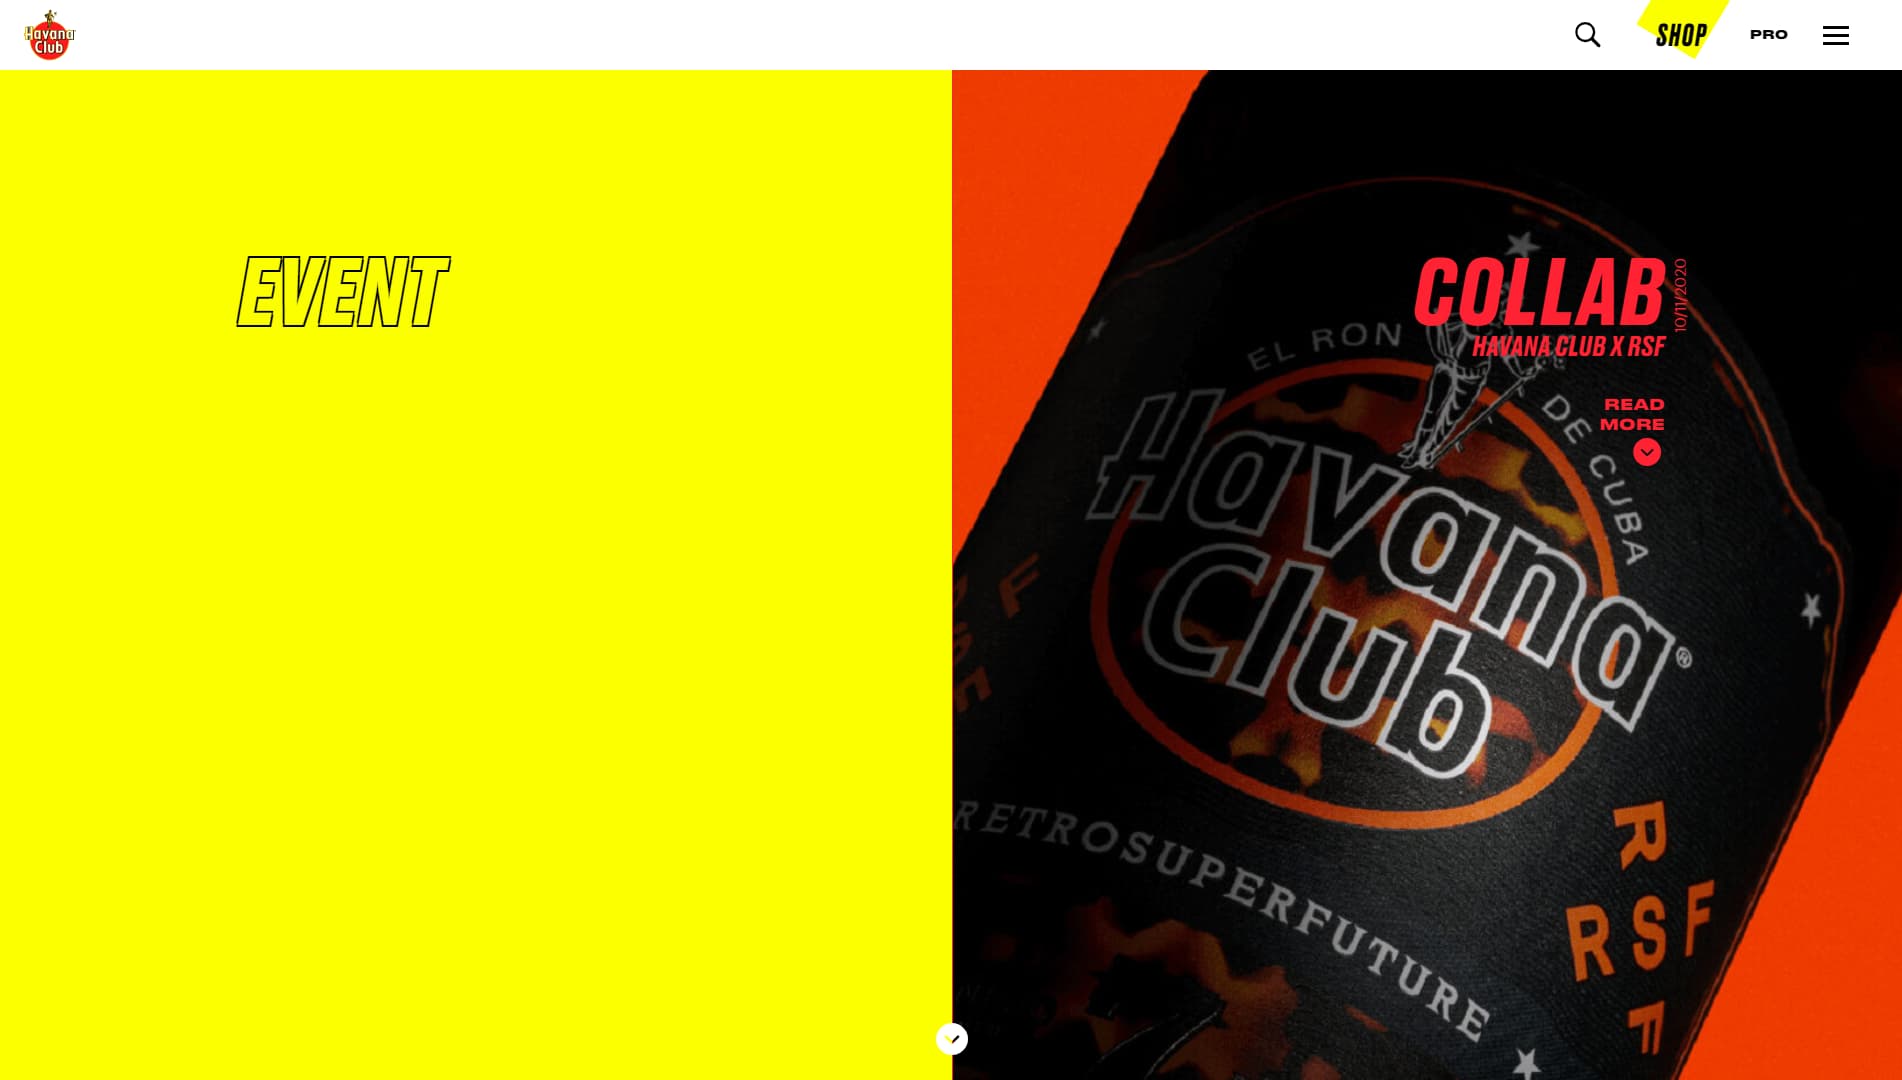 Havana
Club
SHOP
PRO
EVENT
COLLAB
10/11/2020
HAVANA CLUB X RSF
READ
MORE
EL RON
DE CUBA
Havana
Club®
RETROSUPERFUTURE
R
R S F
F